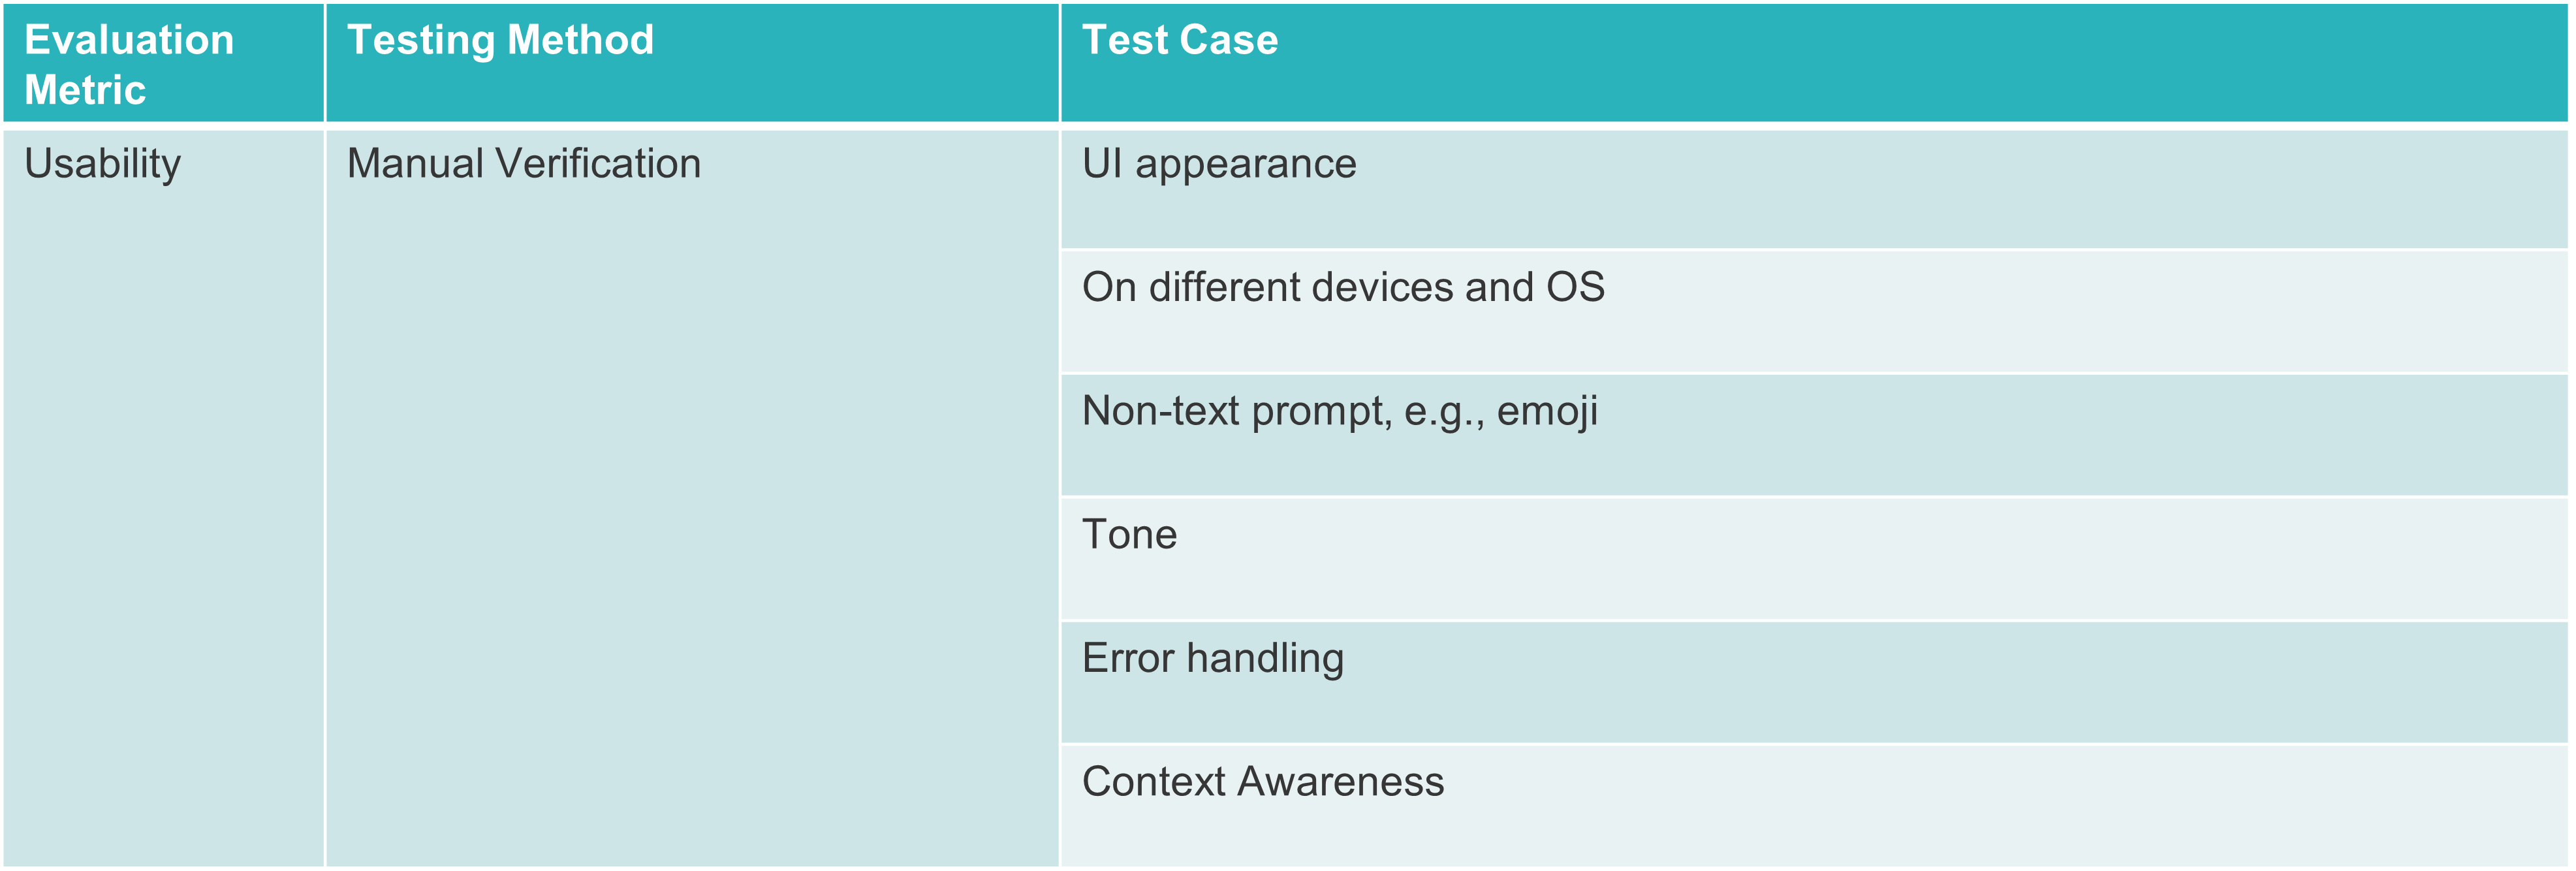 Evaluation
Metric
Testing Method
Test Case
Usability
Manual Verification
UI appearance
On different devices and OS
Non-text prompt, e.g., emoji
Tone
Error handling
Context Awareness